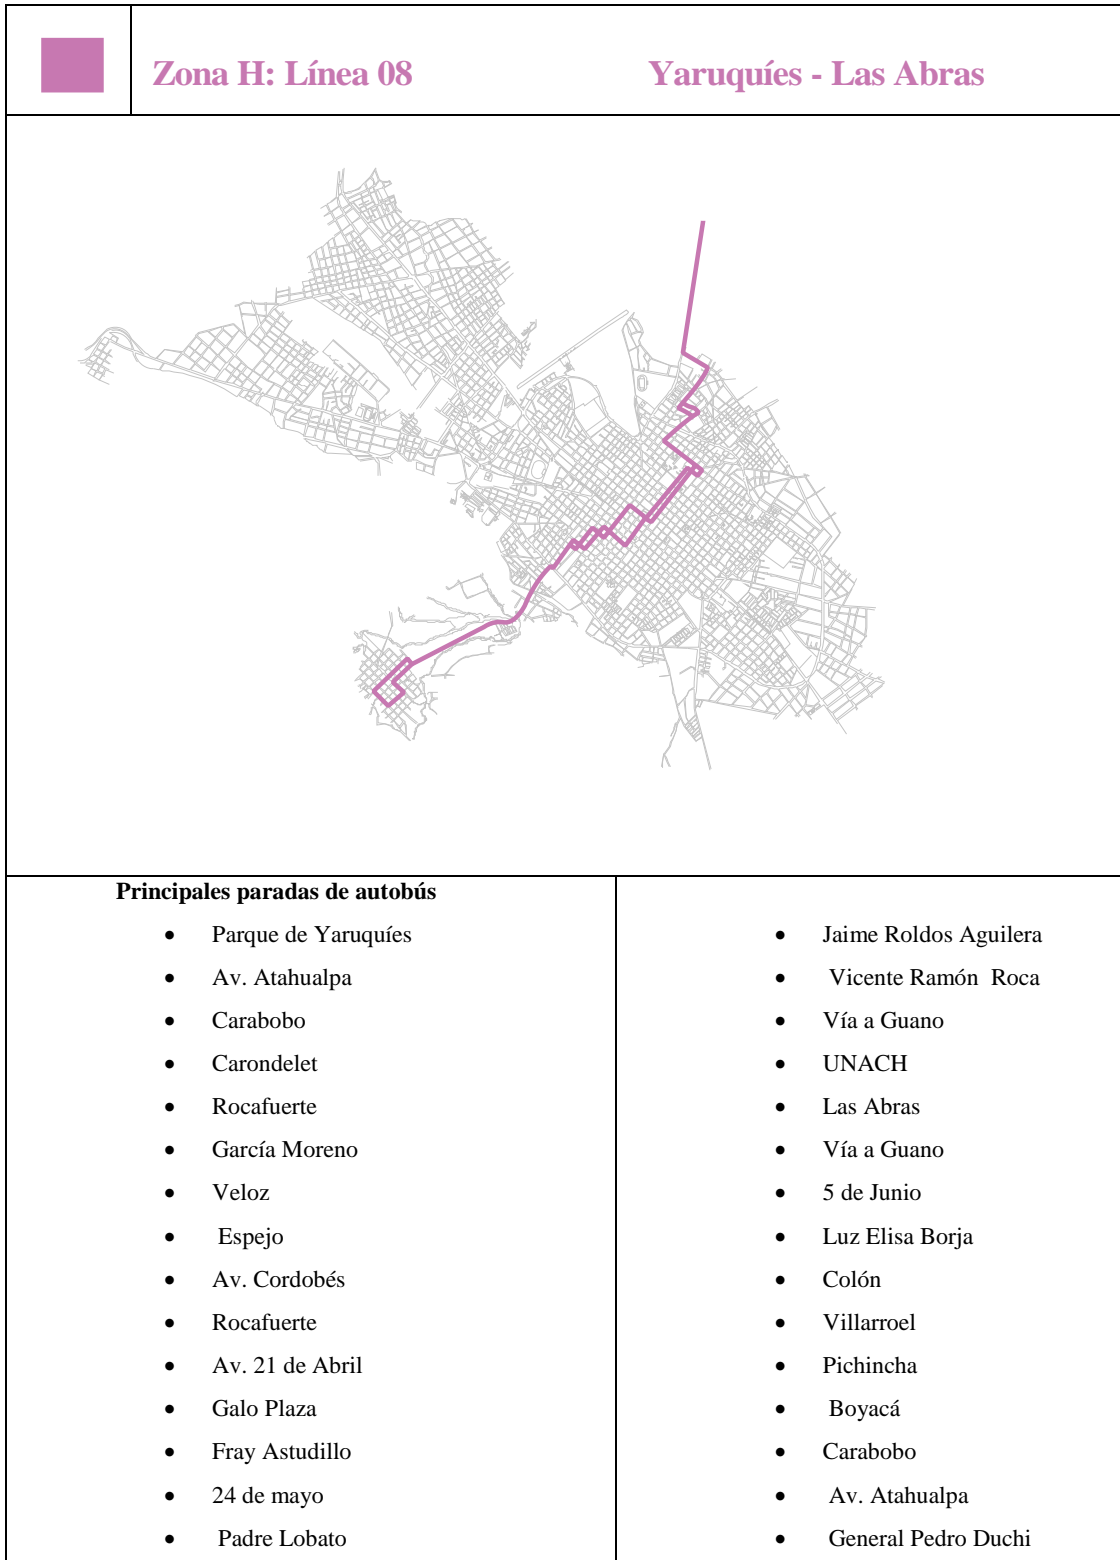 Zona H: Línea 08 Yaruquíes - Las Abras
Principales paradas de autobús
• Parque de Yaruquíes
• Av. Atahualpa
• Carabobo
• Carondelet
• Rocafuerte
• García Moreno
• Veloz
• Espejo
• Av. Cordobés
• Rocafuerte
• Av. 21 de Abril
• Galo Plaza
• Fray Astudillo
• 24 de mayo
• Padre Lobato
• Jaime Roldos Aguilera
• Vicente Ramón Roca
• Vía a Guano
• UNACH
• Las Abras
• Vía a Guano
• 5 de Junio
• Luz Elisa Borja
• Colón
• Villarroel
• Pichincha
• Boyacá
• Carabobo
• Av. Atahualpa
• General Pedro Duchi